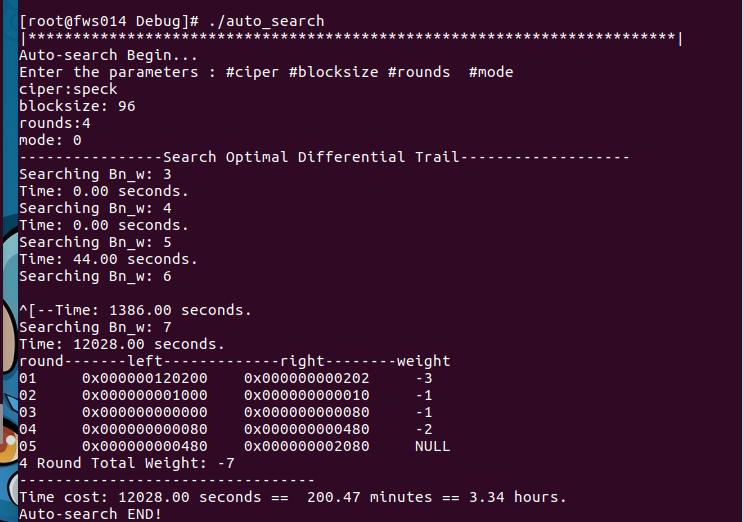 [root@fws014 Debug]# ./auto_search
|************************************************************************|
Auto-search Begin...
Enter the parameters : #ciper #blocksize #rounds  #mode
ciper:speck
blocksize: 96
rounds:4
mode: 0
----------------Search Optimal Differential Trail-------------------
Searching Bn_w: 3
Time: 0.00 seconds.
Searching Bn_w: 4
Time: 0.00 seconds.
Searching Bn_w: 5
Time: 44.00 seconds.
Searching Bn_w: 6
^[--Time: 1386.00 seconds.
Searching Bn_w: 7
Time: 12028.00 seconds.
round-------left-------------right--------weight
01     0x000000120200    0x000000000202     -3
02     0x000000001000    0x000000000010     -1
03     0x000000000000    0x000000000080     -1
04     0x000000000080    0x000000000480     -2
05     0x000000000480    0x000000002080     NULL
4 Round Total Weight: -7
---------------------------------
Time cost: 12028.00 seconds ==  200.47 minutes == 3.34 hours.
Auto-search END!